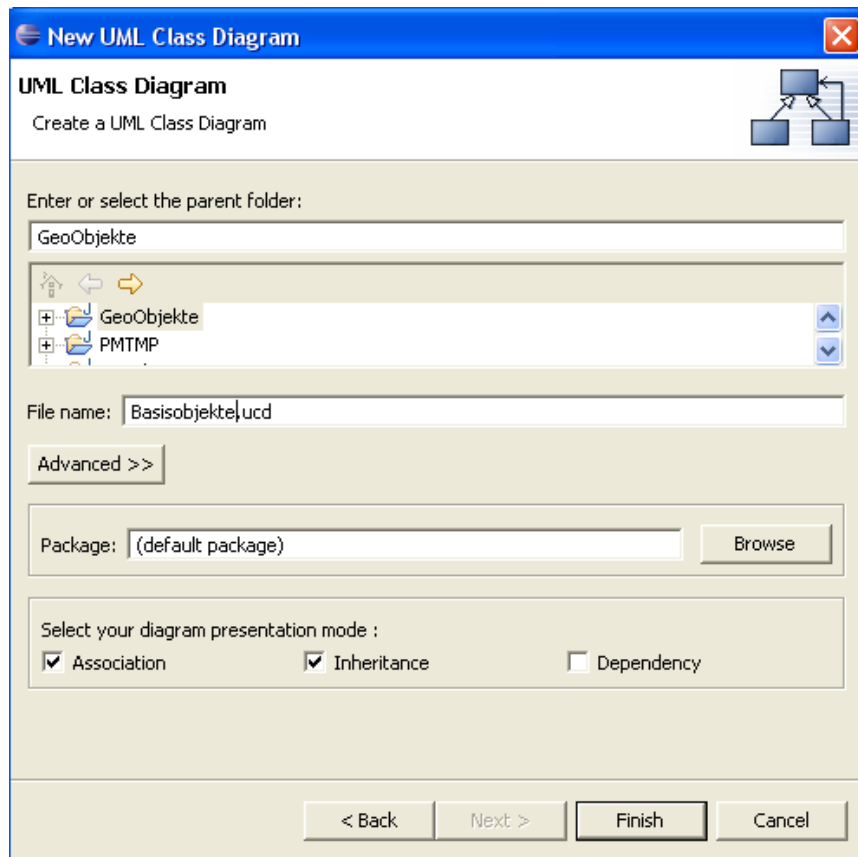 New UML Class Diagram
UML Class Diagram
Create a UML Class Diagram
Enter or select the parent folder:
GeoObjekte
GeoObjekte
PMTMP
File name: Basisobjekte.ucd
Advanced >>
Package: (default package) Browse
Select your diagram presentation mode :
Association Inheritance Dependency
< Back Next > Finish Cancel